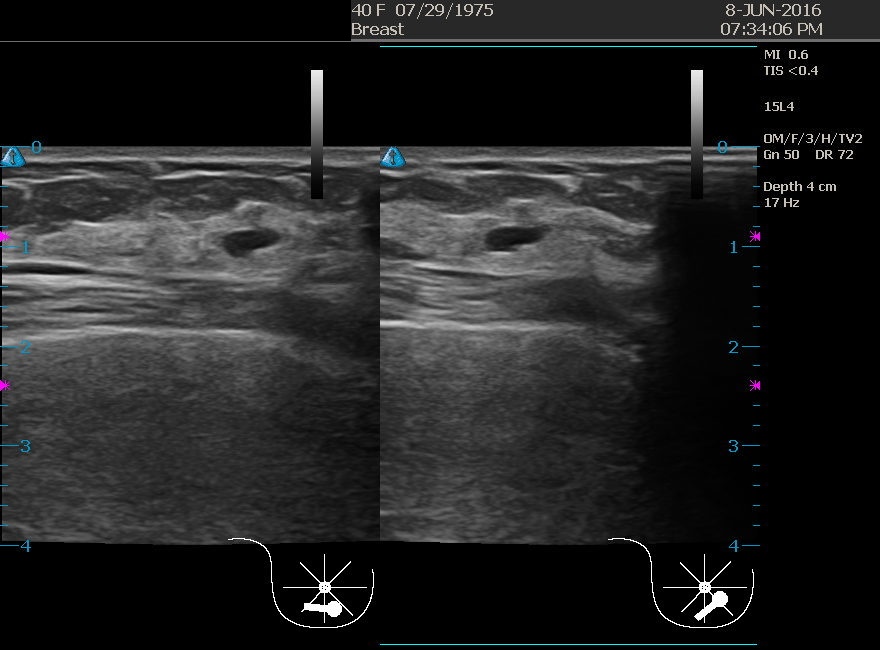 40 F 07/29/1975
8-JUN-2016
Breast
07:34:06 PM
MI 0.6
TIS <0.4
15L4
OM/F/3/H/TV2
Gn 50 DR 72
Depth 4 cm
17 Hz
0
1
2
3
4
0
1
2
3
4